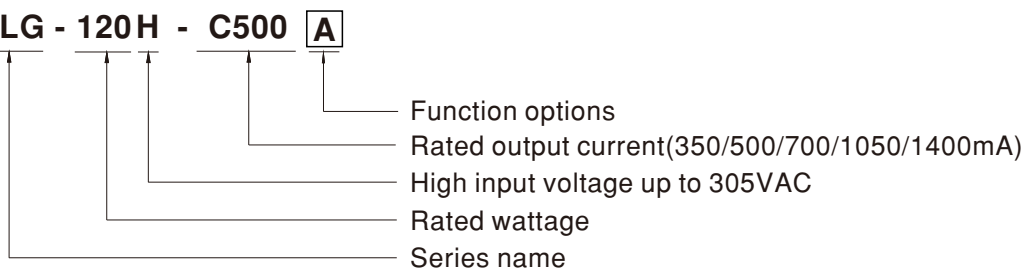 LG - 120H - C500 A
Function options
Rated output current(350/500/700/1050/1400mA)
High input voltage up to 305VAC
Rated wattage
Series name